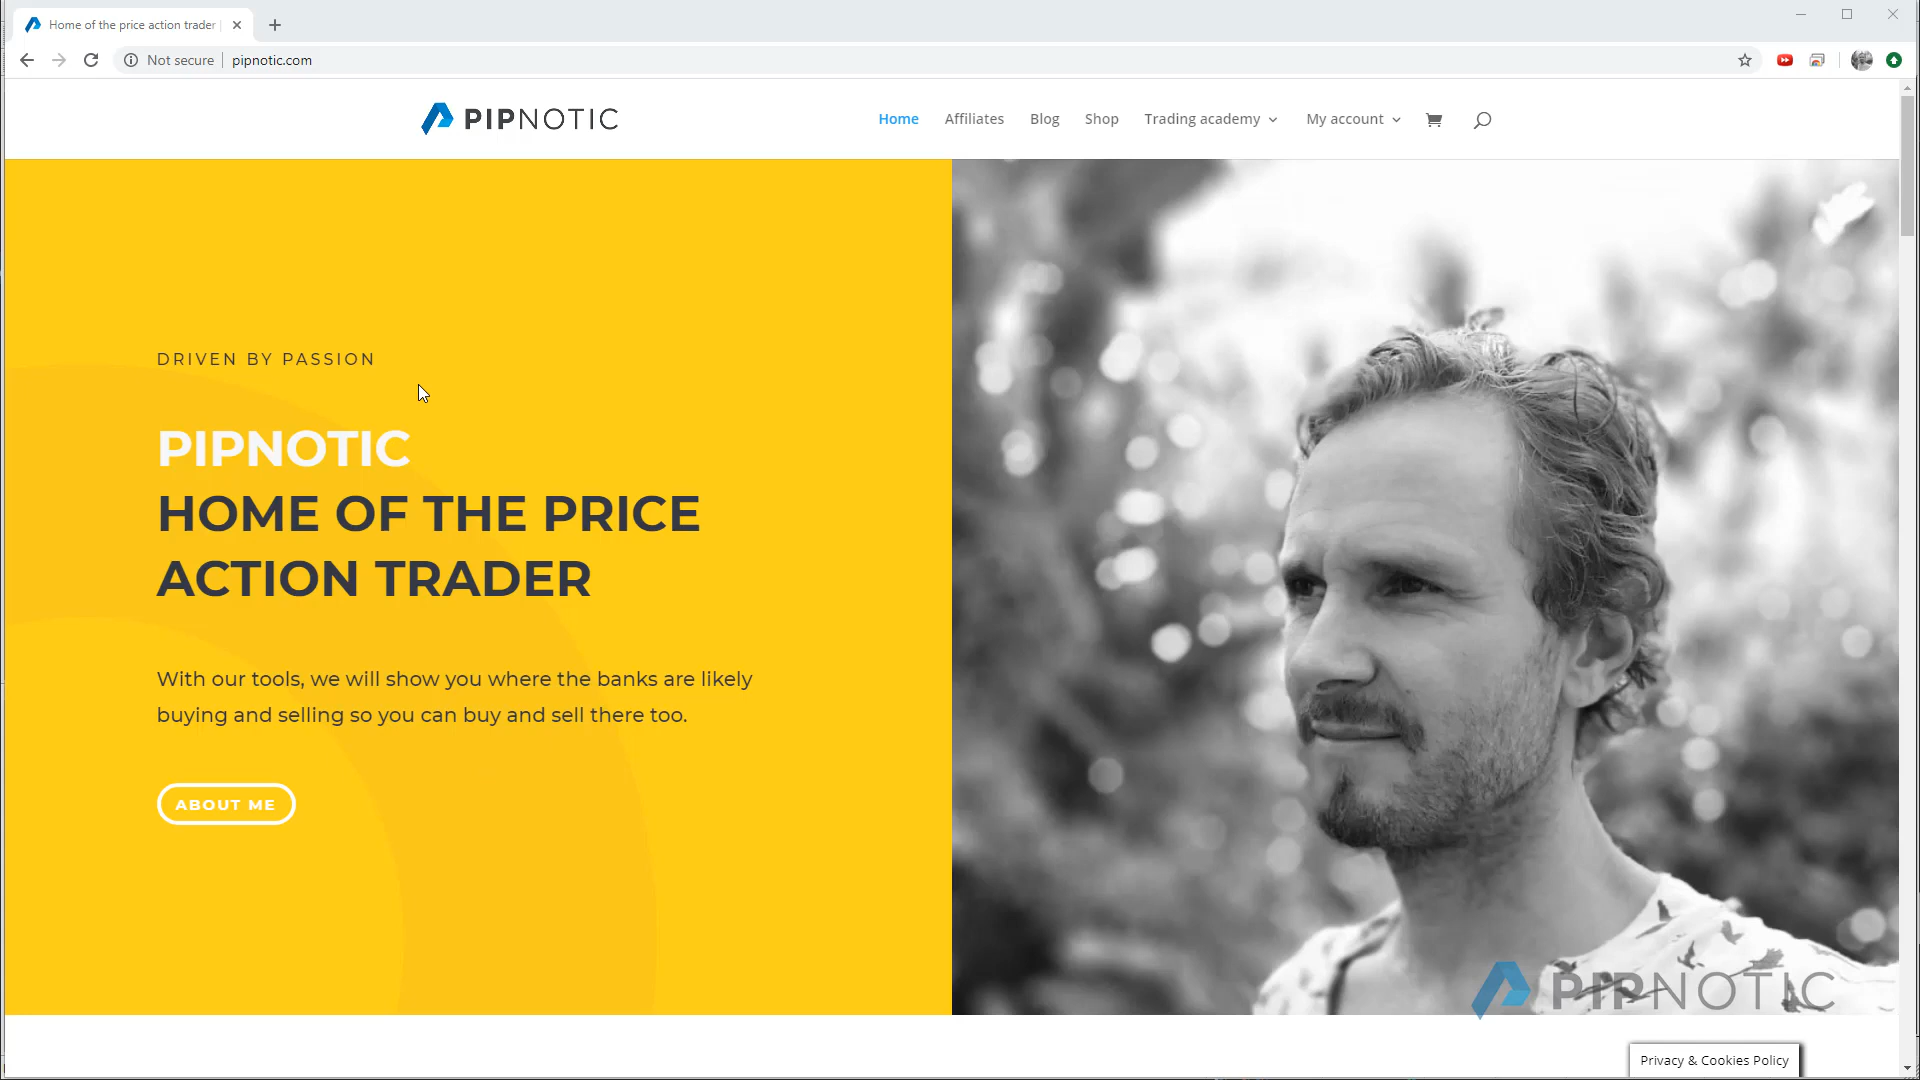 Home of the price action trader |
Not secure | pipnotic.com
PIPNOTIC
Home Affiliates Blog Shop Trading academy My account
DRIVEN BY PASSION
PIPNOTIC
HOME OF THE PRICE
ACTION TRADER
With our tools, we will show you where the banks are likely
buying and selling so you can buy and sell there too.
ABOUT ME
PIPNOTIC
Privacy & Cookies Policy